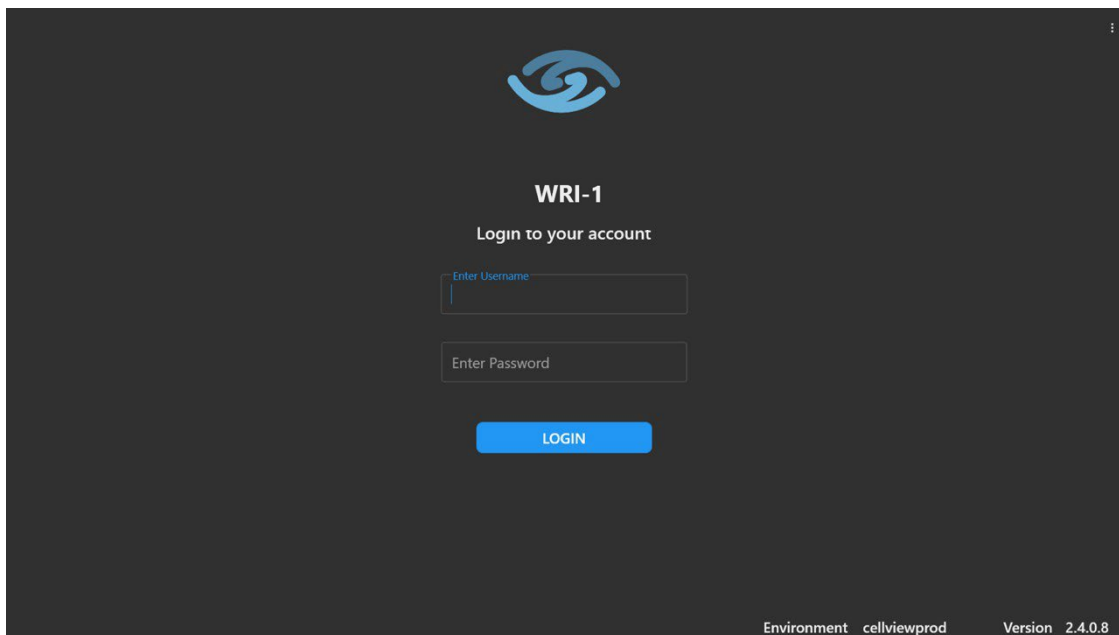 WRI-1
Login to your account
Enter Username
Enter Password
LOGIN
Environment cellviewprod Version 2.4.0.8